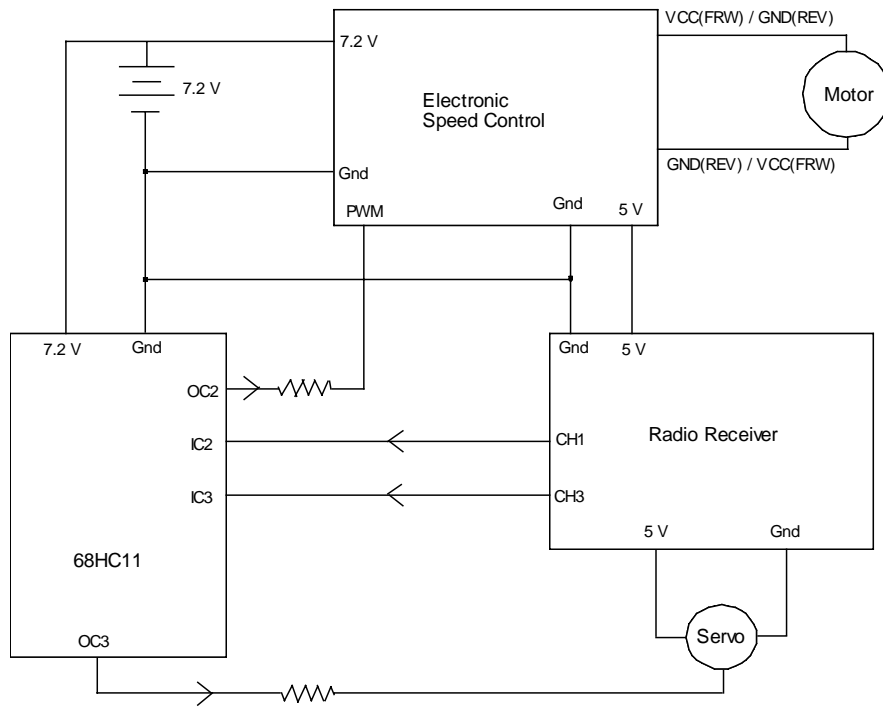 VCC(FRW) / GND(REV)
7.2 V
7.2 V
Electronic
Speed Control
Motor
GND(REV) / VCC(FRW)
Gnd
PWM
Gnd
5 V
7.2 V
Gnd
Gnd
5 V
OC2
IC2
CH1
Radio Receiver
IC3
CH3
5 V
Gnd
68HC11
OC3
Servo